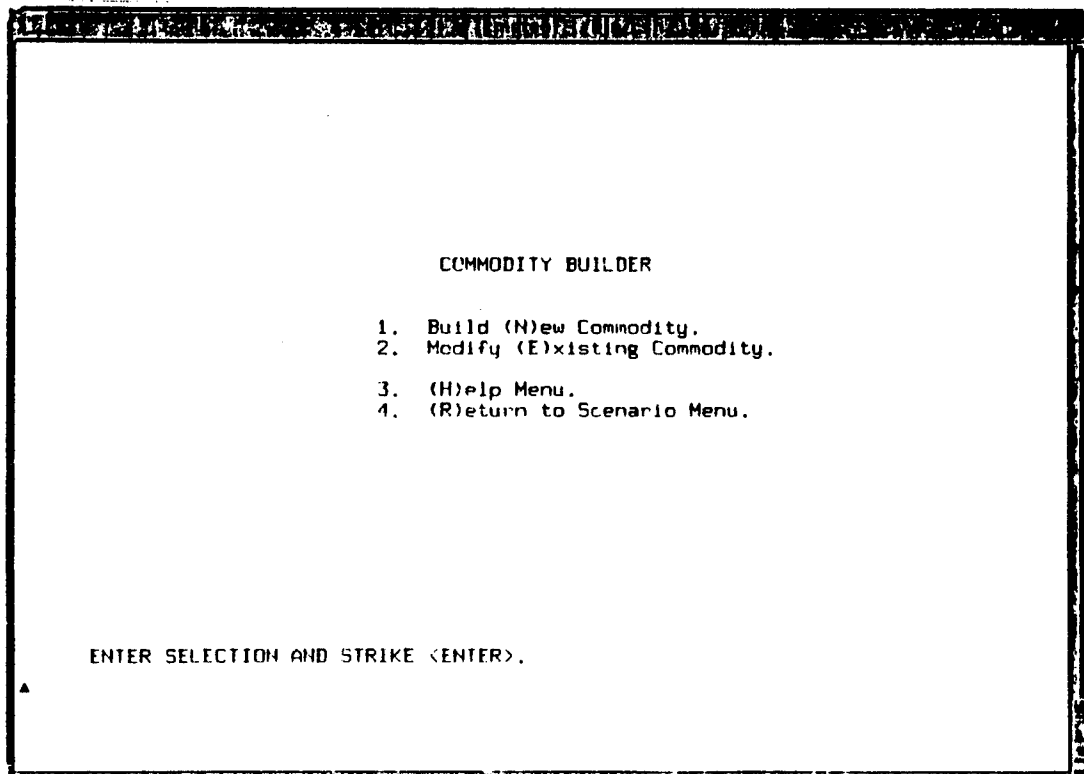 COMMODITY BUILDER
1. Build (N)ew Commodity.
2. Modify (E)xisting Commodity.
3. (H)elp Menu.
4. (R)eturn to Scenario Menu.
ENTER SELECTION AND STRIKE <ENTER>.